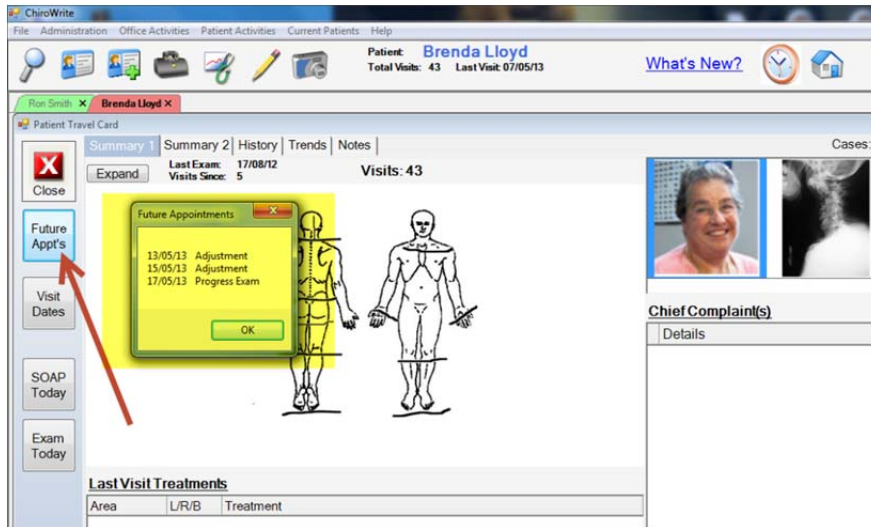 ChiroWrite
File Administration Office Activities Patient Activities Current Patients Help
Patient: Brenda Lloyd
Total Visits: 43 Last Visit: 07/05/13
What's New?
Ron Smith X Brenda Lloyd X
Patient Travel Card
Summary 1 Summary 2 History Trends Notes
Cases:
X
Close
Expand
Last Exam: 17/08/12
Visits Since: 5
Visits: 43
Future Appt's
Future Appointments
13/05/13 Adjustment
15/05/13 Adjustment
17/05/13 Progress Exam
OK
Visit
Dates
SOAP
Today
Exam
Today
Chief Complaint(s)
Details
Last Visit Treatments
Area L/R/B Treatment